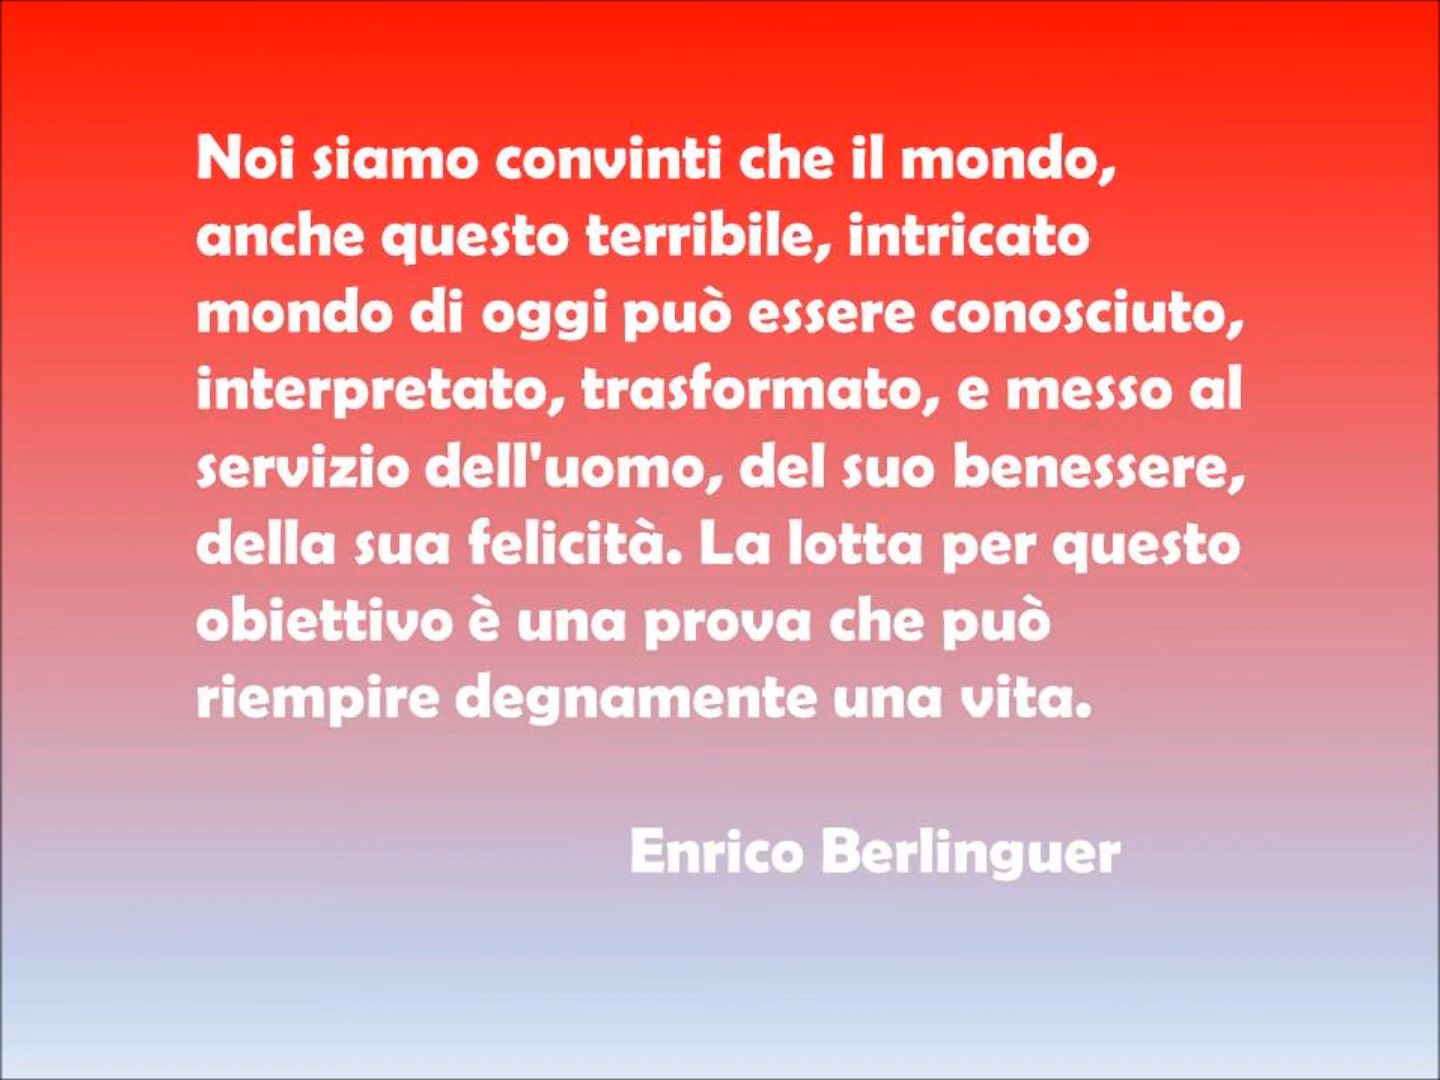 Noi siamo convinti che il mondo,
anche questo terribile, intricato
mondo di oggi può essere conosciuto,
interpretato, trasformato, e messo al
servizio dell'uomo, del suo benessere,
della sua felicità. La lotta per questo
obiettivo è una prova che può
riempire degnamente una vita.
Enrico Berlinguer